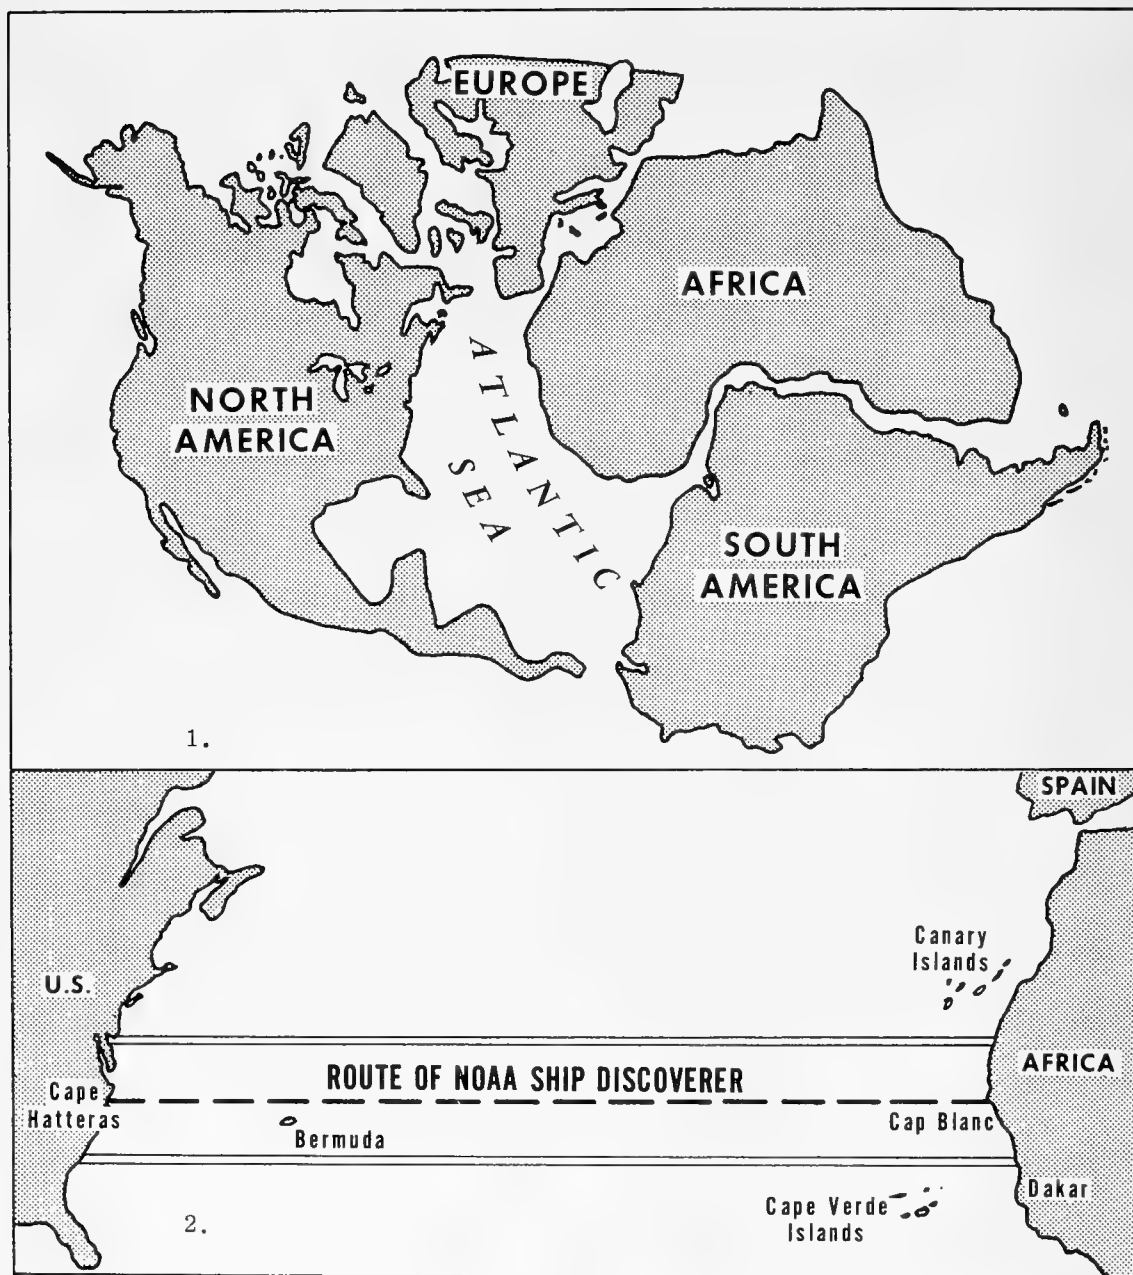 EUROPE
AFRICA
NORTH
AMERICA
ATLANTIC
SEA
SOUTH
AMERICA
1.
SPAIN
Canary
Islands
U.S.
AFRICA
ROUTE OF NOAA SHIP DISCOVERER
Cape
Hatteras
Cap Blanc
Bermuda
Dakar
Cape Verde
Islands
2.